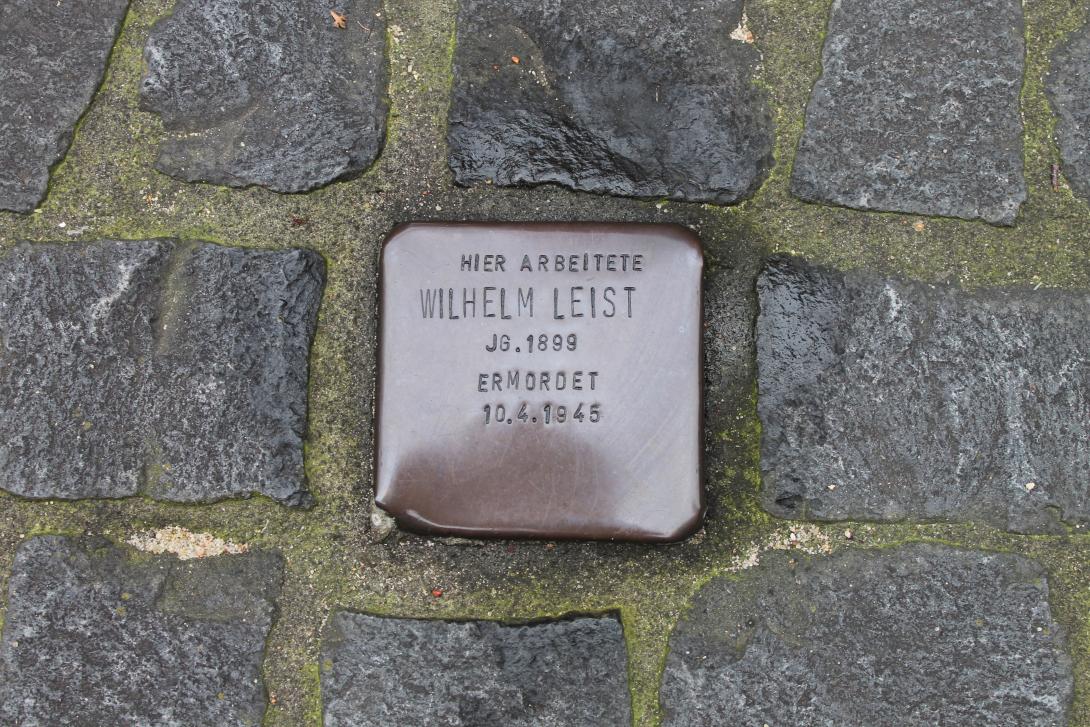 HIER ARBEITETE
WILHELM LEIST
JG.1899
ERMORDET
10.4.1945